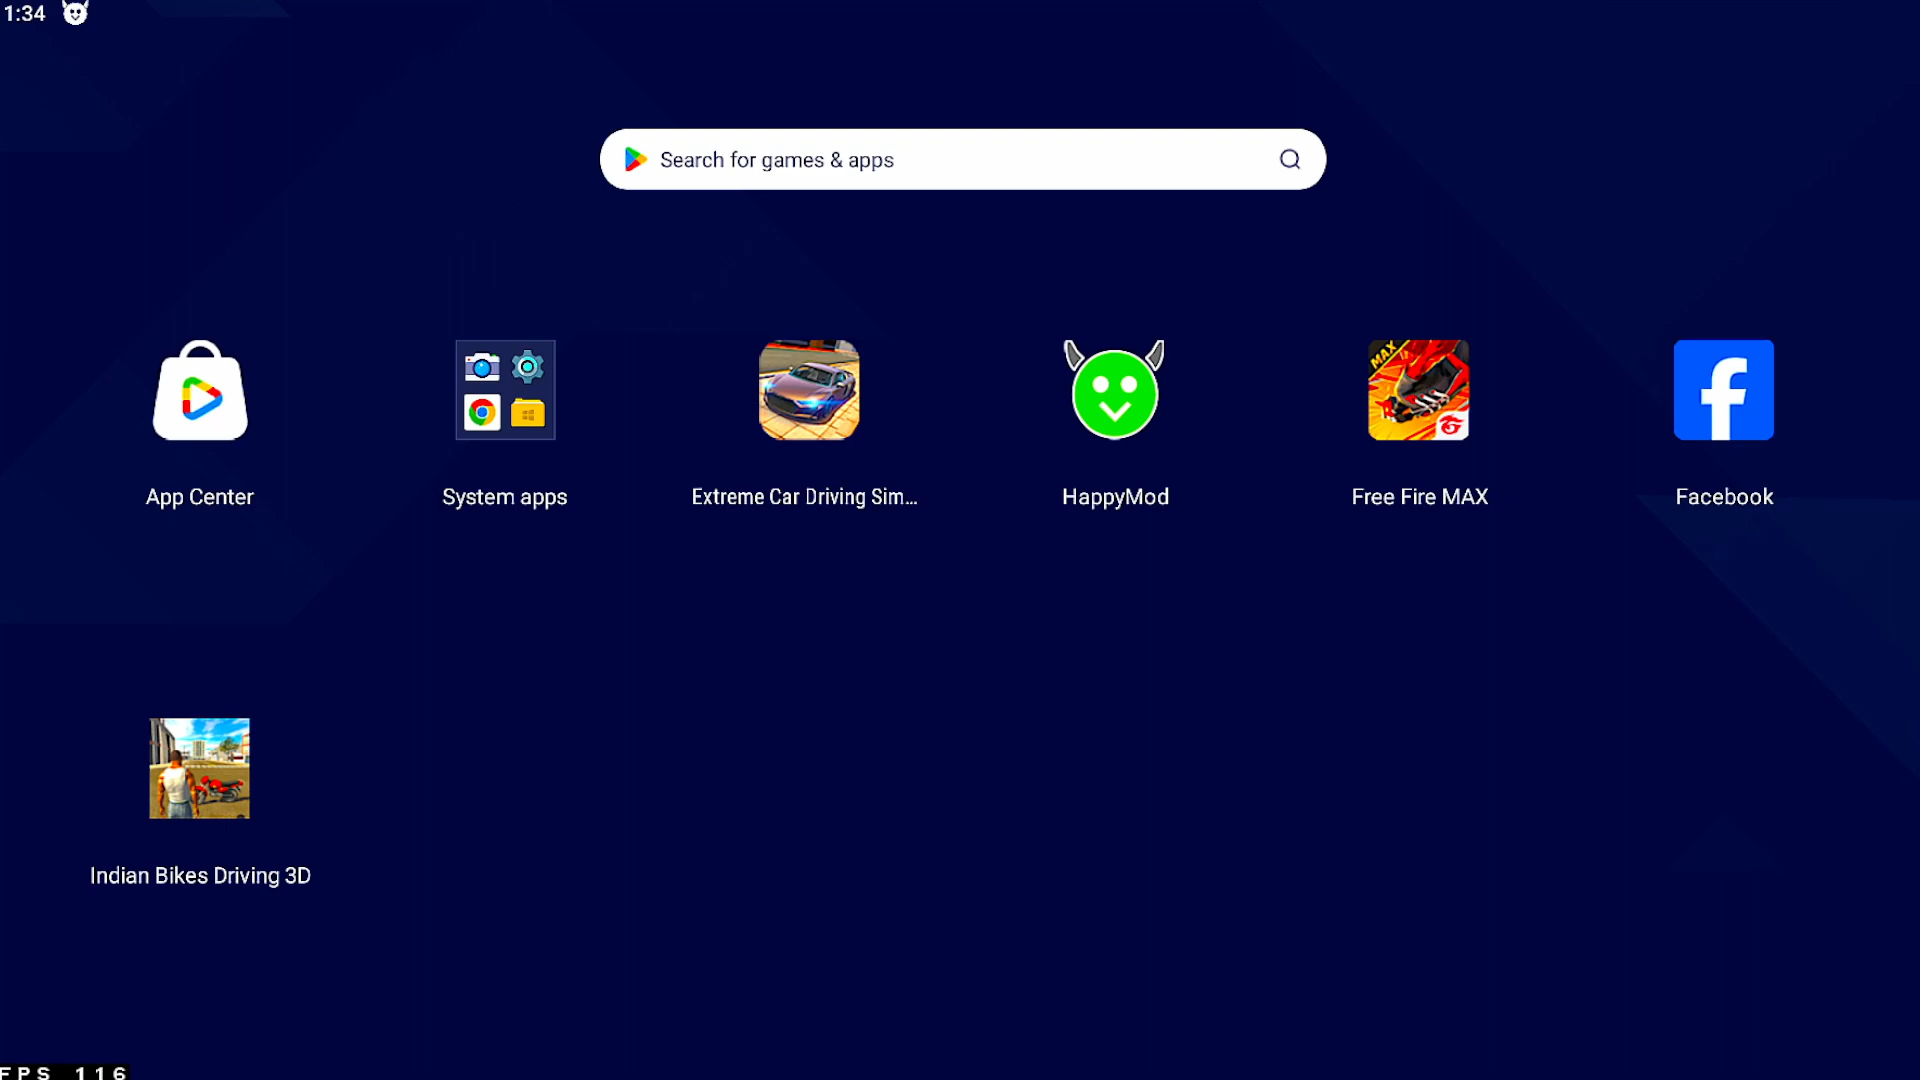 1:34
Search for games & apps
App Center
System apps
Extreme Car Driving Sim...
HappyMod
MAX
Free Fire MAX
Facebook
Indian Bikes Driving 3D
FPS 116